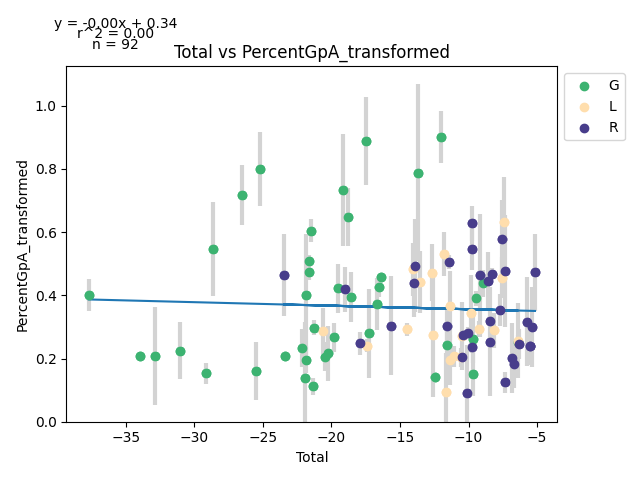 y = -0.00x + 0.34
r^2 = 0.00
n = 92
Total vs PercentGpA_transformed
G
L
R
PercentGpA_transformed
1.0
0.8
0.6
0.4
0.2
0.0
−35 −30 −25 −20 −15 −10 −5
Total